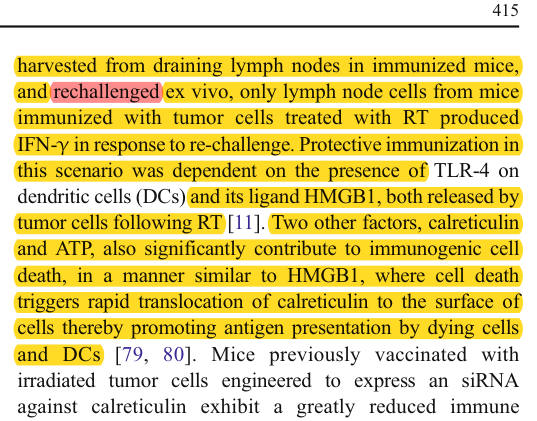 415
harvested from draining lymph nodes in immunized mice,
and rechallenged ex vivo, only lymph node cells from mice
immunized with tumor cells treated with RT produced
IFN-γ in response to re-challenge. Protective immunization in
this scenario was dependent on the presence of TLR-4 on
dendritic cells (DCs) and its ligand HMGB1, both released by
tumor cells following RT [11]. Two other factors, calreticulin
and ATP, also significantly contribute to immunogenic cell
death, in a manner similar to HMGB1, where cell death
triggers rapid translocation of calreticulin to the surface of
cells thereby promoting antigen presentation by dying cells
and DCs [79, 80]. Mice previously vaccinated with
irradiated tumor cells engineered to express an siRNA
against calreticulin exhibit a greatly reduced immune